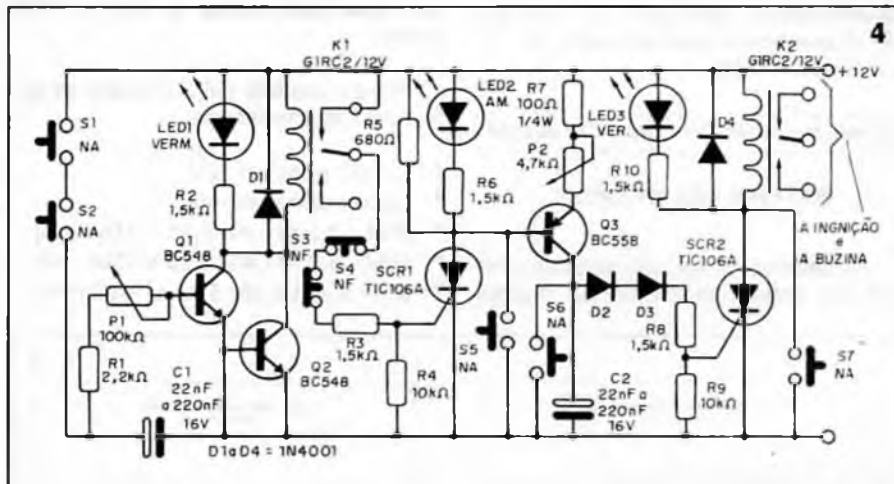 4
K1
G1RC2/12V
K2
G1RC2/12V
+12V
S1
NA
S2
NA
LED1
VERM.
D1
R2
1,5kΩ
R5
680Ω
LED2
AM.
R7
100Ω
1/4W
P2
4,7kΩ
LED3
VER.
D4
R10
1,5kΩ
R6
1,5kΩ
Q1
BC548
P1
100kΩ
R1
2,2kΩ
C1
22nF
a 220nF
16V
S3
NF
S4
NF
SCR1
TIC106A
R3
1,5kΩ
R4
10kΩ
Q2
BC548
Q3
BC558
S5
NA
S6
NA
D2
D3
SCR2
TIC106A
R8
1,5kΩ
R9
10kΩ
C2
22nF a
220nF
16V
S7
NA
A INGNIÇÃO
e
A BUZINA
D1 a D4 = 1N4001